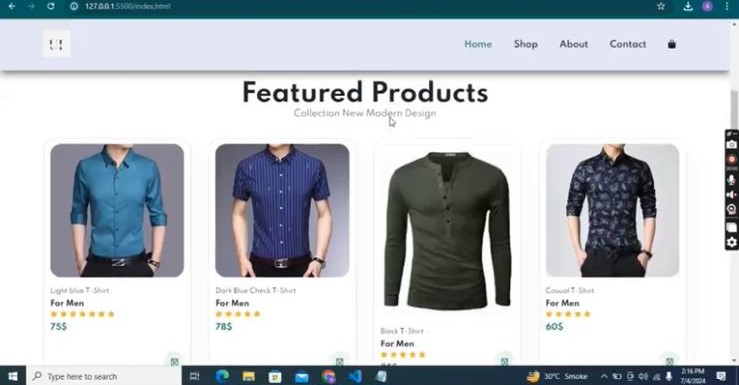 127.0.0.1:5500/index.html
Home Shop About Contact
Featured Products
Collection New Modern Design
Light blue T-Shirt
For Men
75$
Dark Blue Check T-Shirt
For Men
78$
Black T-Shirt
For Men
Casual T-Shirt
For Men
60$
Type here to search
30°C Smoke
2:16 PM
7/4/2024